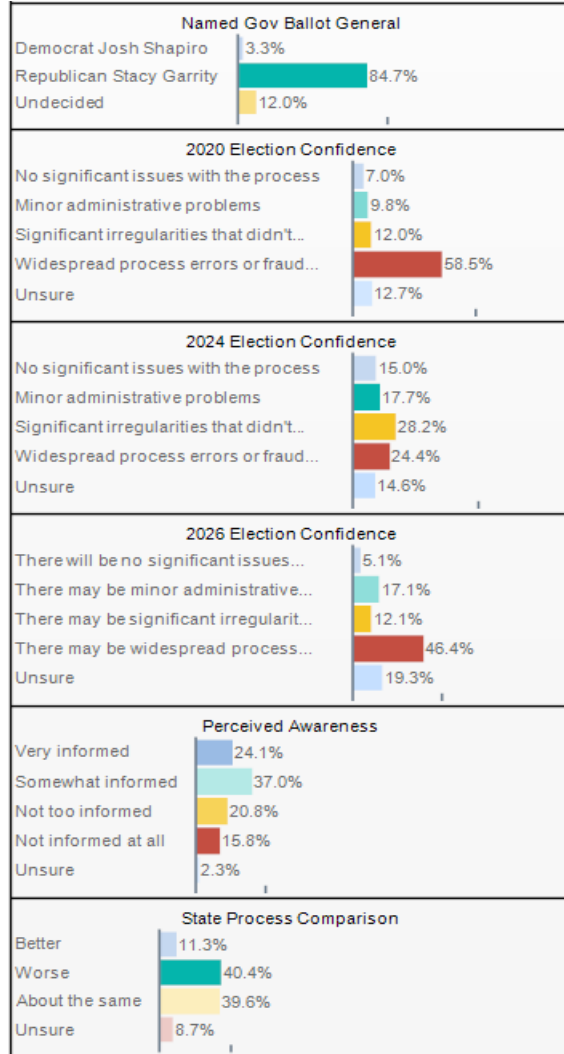 Named Gov Ballot General
Democrat Josh Shapiro 3.3%
Republican Stacy Garrity 84.7%
Undecided 12.0%
2020 Election Confidence
No significant issues with the process 7.0%
Minor administrative problems 9.8%
Significant irregularities that didn't... 12.0%
Widespread process errors or fraud... 58.5%
Unsure 12.7%
2024 Election Confidence
No significant issues with the process 15.0%
Minor administrative problems 17.7%
Significant irregularities that didn't... 28.2%
Widespread process errors or fraud... 24.4%
Unsure 14.6%
2026 Election Confidence
There will be no significant issues... 5.1%
There may be minor administrative... 17.1%
There may be significant irregularit... 12.1%
There may be widespread process... 46.4%
Unsure 19.3%
Perceived Awareness
Very informed 24.1%
Somewhat informed 37.0%
Not too informed 20.8%
Not informed at all 15.8%
Unsure 2.3%
State Process Comparison
Better 11.3%
Worse 40.4%
About the same 39.6%
Unsure 8.7%